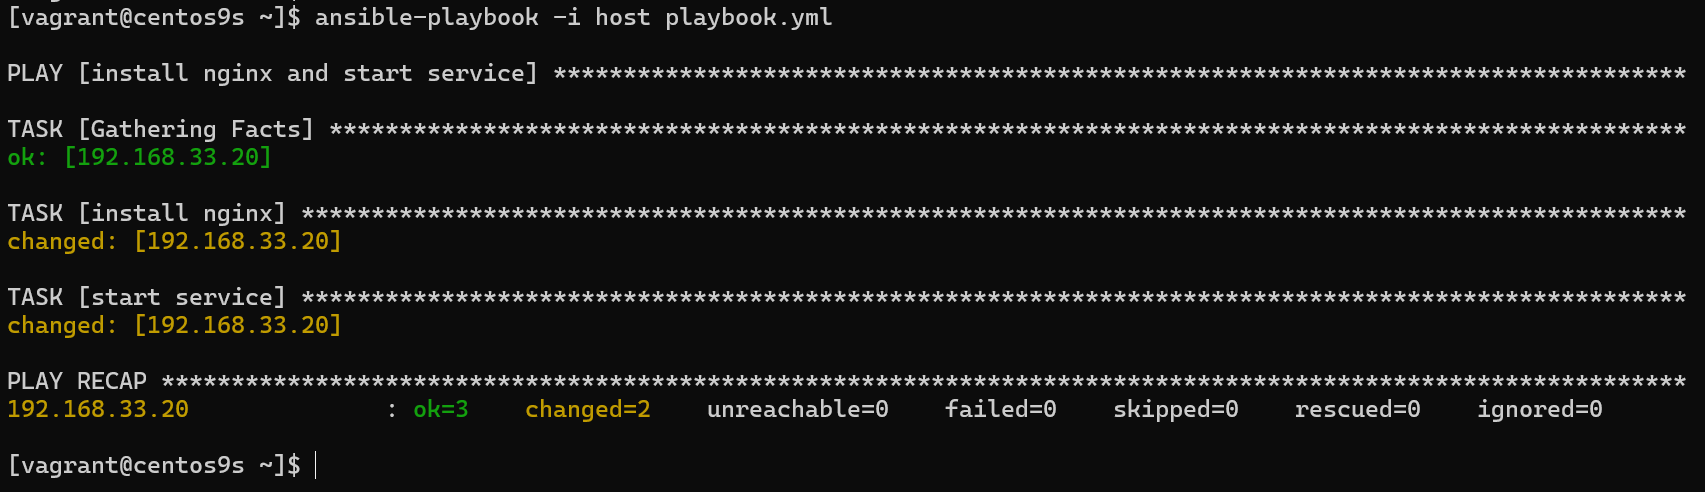 [vagrant@centos9s ~]$ ansible-playbook -i host playbook.yml
PLAY [install nginx and start service] *********************************************************************************
TASK [Gathering Facts] *************************************************************************************************
ok: [192.168.33.20]
TASK [install nginx] ***************************************************************************************************
changed: [192.168.33.20]
TASK [start service] ***************************************************************************************************
changed: [192.168.33.20]
PLAY RECAP *************************************************************************************************************
192.168.33.20              : ok=3    changed=2    unreachable=0    failed=0    skipped=0    rescued=0    ignored=0
[vagrant@centos9s ~]$